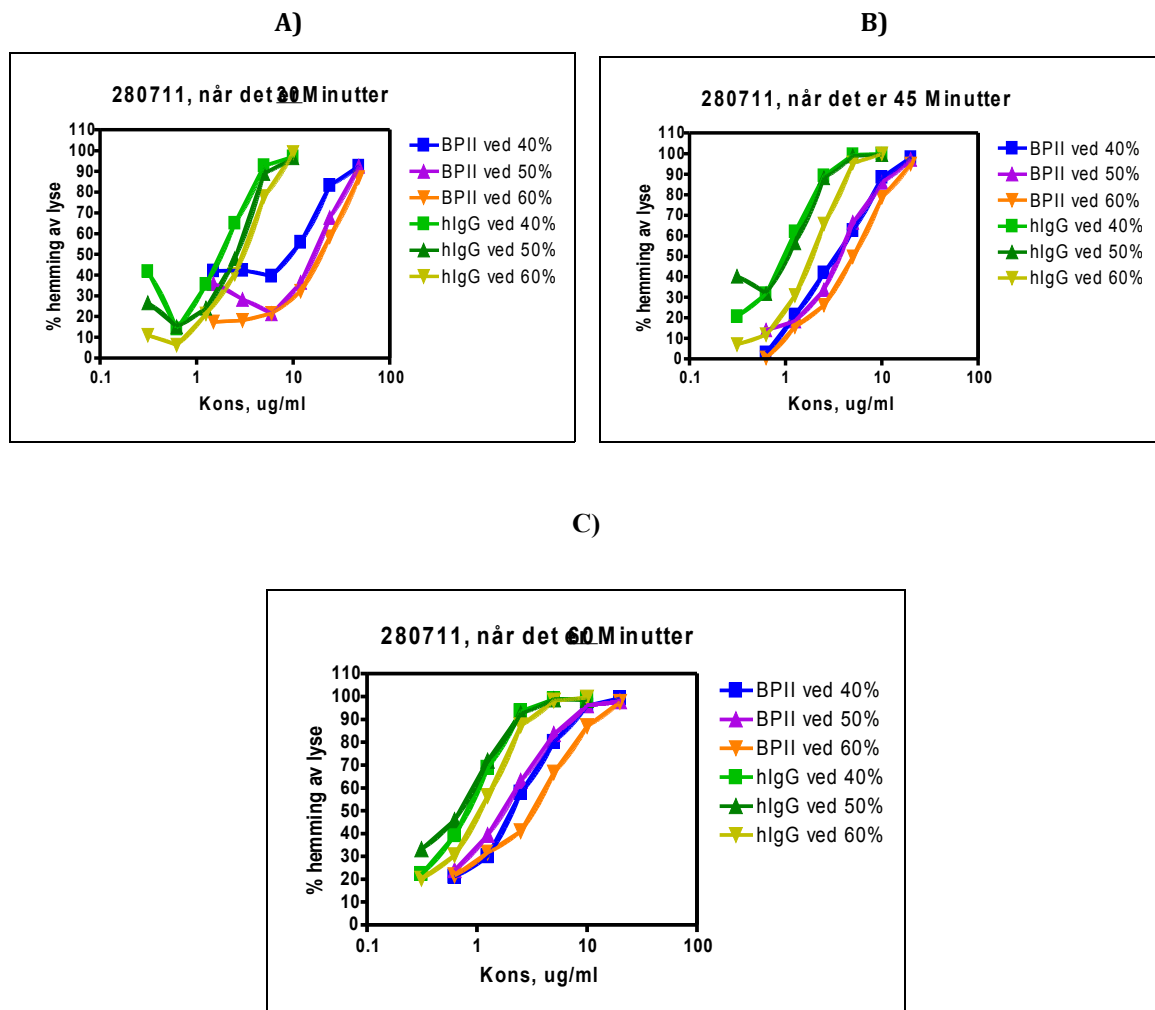 A)
280711, når det er 30 Minutter
110
100
90
80
70
60
50
40
30
20
10
0
% hemming av lyse
0.1 1 10 100
Kons, ug/ml
BPII ved 40%
BPII ved 50%
BPII ved 60%
hIgG ved 40%
hIgG ved 50%
hIgG ved 60%
B)
280711, når det er 45 Minutter
110
100
90
80
70
60
50
40
30
20
10
0
% hemming av lyse
0.1 1 10 100
Kons, ug/ml
BPII ved 40%
BPII ved 50%
BPII ved 60%
hIgG ved 40%
hIgG ved 50%
hIgG ved 60%
C)
280711, når det er 60 Minutter
110
100
90
80
70
60
50
40
30
20
10
0
% hemming av lyse
0.1 1 10 100
Kons, ug/ml
BPII ved 40%
BPII ved 50%
BPII ved 60%
hIgG ved 40%
hIgG ved 50%
hIgG ved 60%